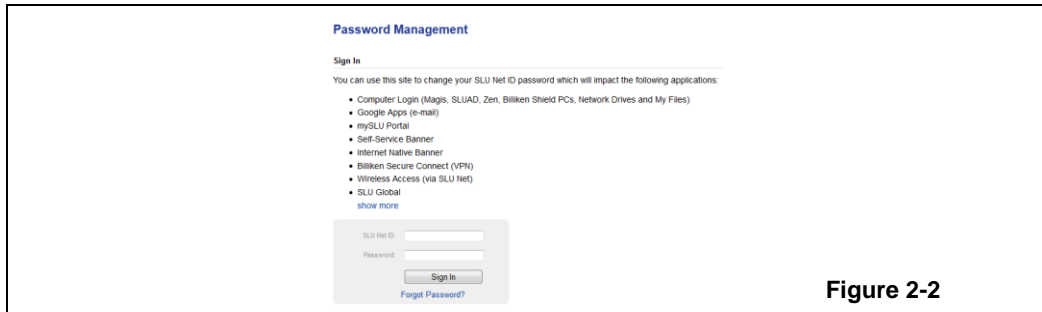 Password Management
Sign In
You can use this site to change your SLU Net ID password which will impact the following applications:
• Computer Login (Magis, SLUAD, Zen, Billiken Shield PCs, Network Drives and My Files)
• Google Apps (e-mail)
• mySLU Portal
• Self-Service Banner
• Internet Native Banner
• Billiken Secure Connect (VPN)
• Wireless Access (via SLU Net)
• SLU Global
show more
SLU Net ID:
Password:
Sign In
Forgot Password?
Figure 2-2